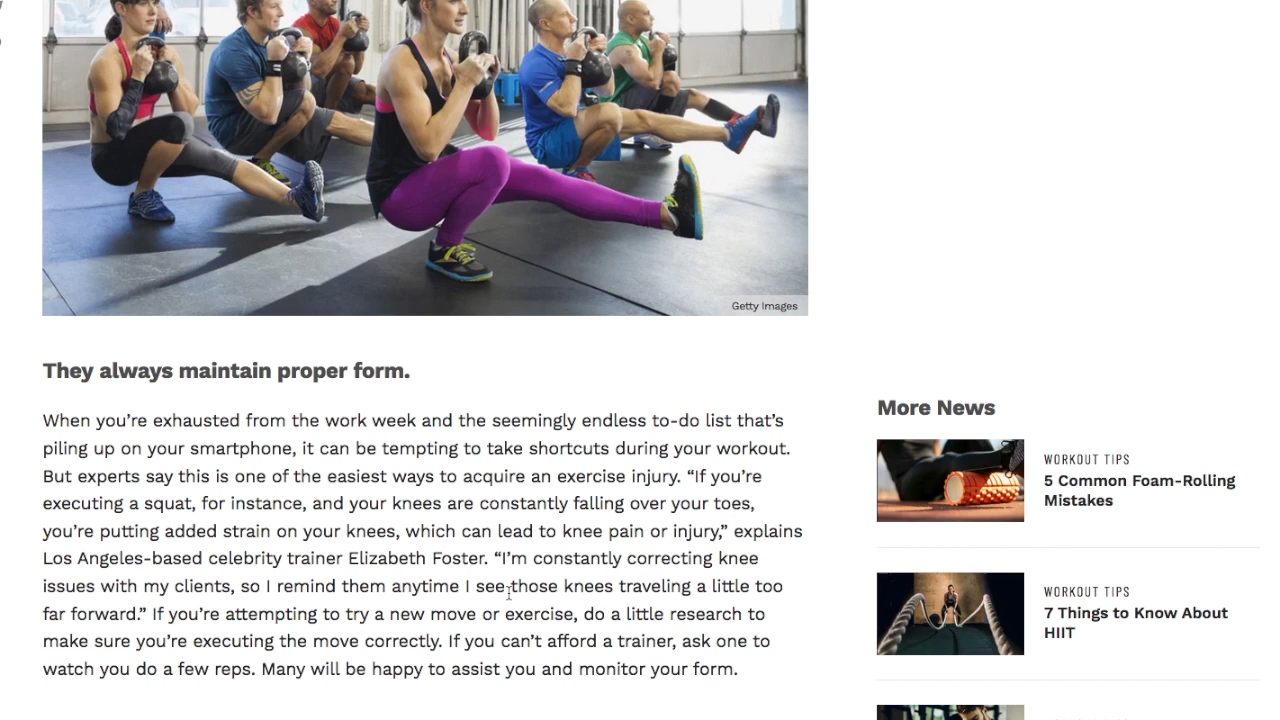 Getty Images
They always maintain proper form.
When you’re exhausted from the work week and the seemingly endless to-do list that’s
piling up on your smartphone, it can be tempting to take shortcuts during your workout.
But experts say this is one of the easiest ways to acquire an exercise injury. “If you’re
executing a squat, for instance, and your knees are constantly falling over your toes,
you’re putting added strain on your knees, which can lead to knee pain or injury,” explains
Los Angeles-based celebrity trainer Elizabeth Foster. “I’m constantly correcting knee
issues with my clients, so I remind them anytime I see those knees traveling a little too
far forward.” If you’re attempting to try a new move or exercise, do a little research to
make sure you’re executing the move correctly. If you can’t afford a trainer, ask one to
watch you do a few reps. Many will be happy to assist you and monitor your form.
More News
WORKOUT TIPS
5 Common Foam-Rolling
Mistakes
WORKOUT TIPS
7 Things to Know About
HIIT